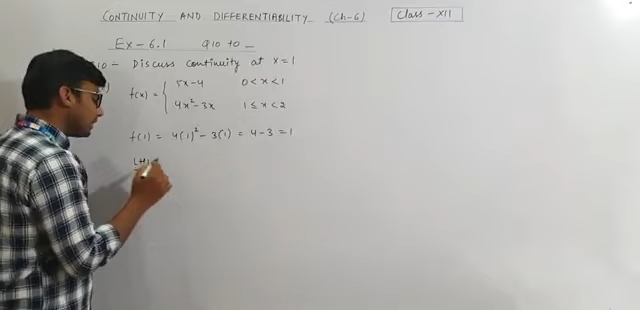 CONTINUITY AND DIFFERENTIABILITY (Ch-6) Class-XII
Ex-6.1 Q10 to _
10- Discuss continuity at x=1
f(x) = { 5x-4 0<x<1
4x²-3x 1≤x<2
f(1) = 4(1)² - 3(1) = 4-3 = 1